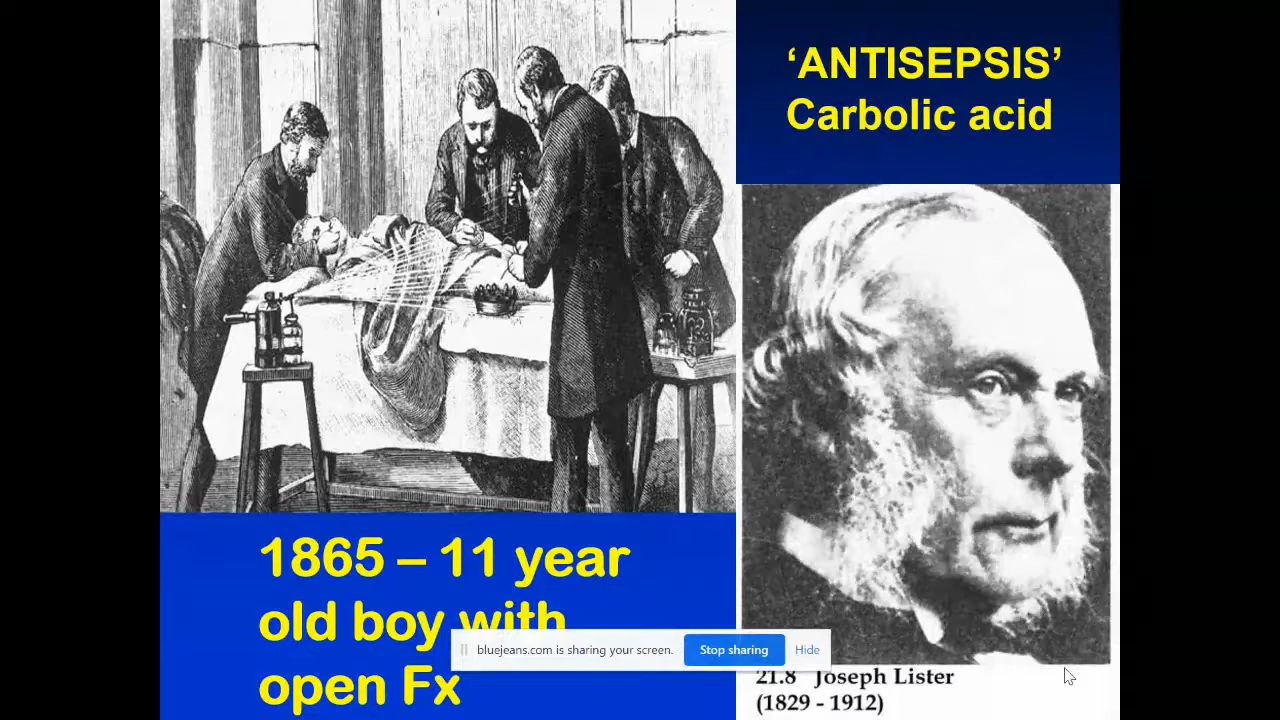 ‘ANTISEPSIS’
Carbolic acid
1865 – 11 year
old boy with
open Fx
bluejeans.com is sharing your screen.
Stop sharing
Hide
21.8 Joseph Lister
(1829 - 1912)